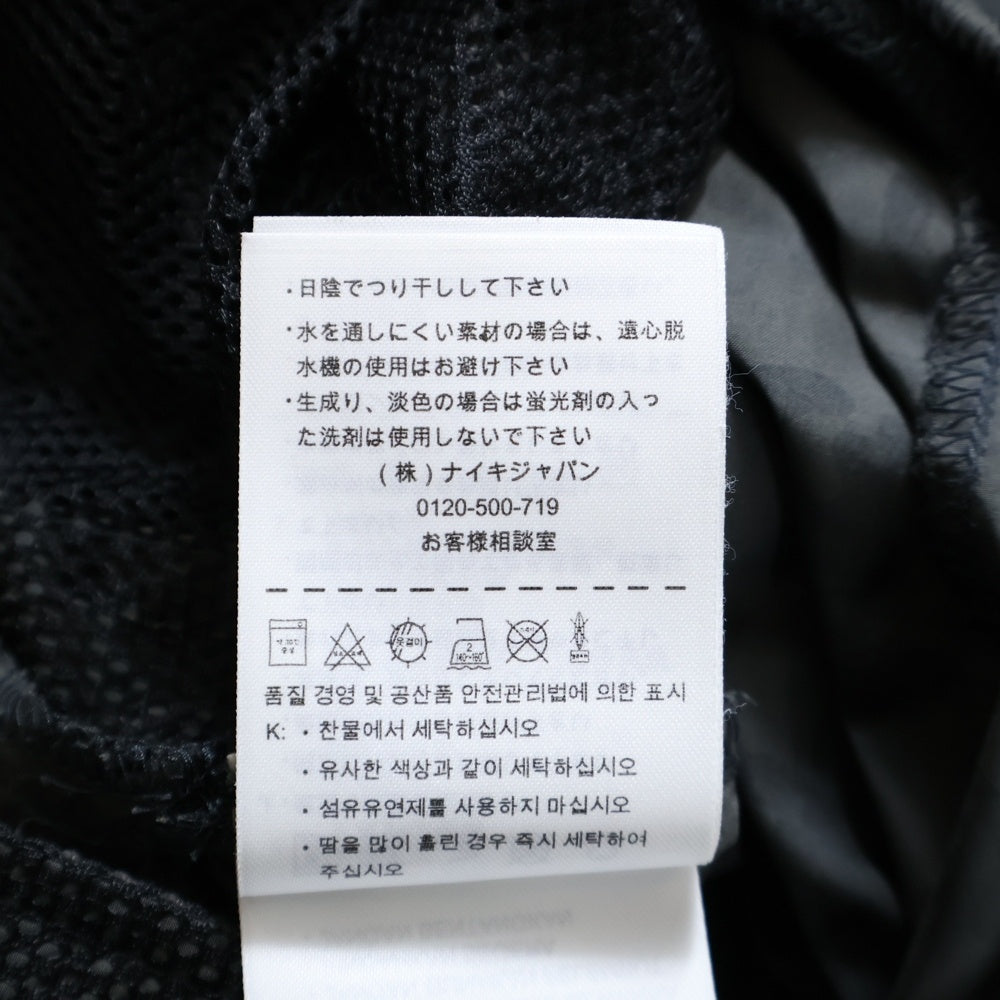 ・日陰でつり干しして下さい
・水を通しにくい素材の場合は、遠心脱
水機の使用はお避け下さい
・生成り、淡色の場合は蛍光剤の入っ
た洗剤は使用しないで下さい
(株)ナイキジャパン
0120-500-719
お客様相談室
옷걸이
2
140~160℃
품질 경영 및 공산품 안전관리법에 의한 표시
K: ・찬물에서 세탁하십시오
・유사한 색상과 같이 세탁하십시오
・섬유유연제를 사용하지 마십시오
・땀을 많이 흘린 경우 즉시 세탁하여
주십시오